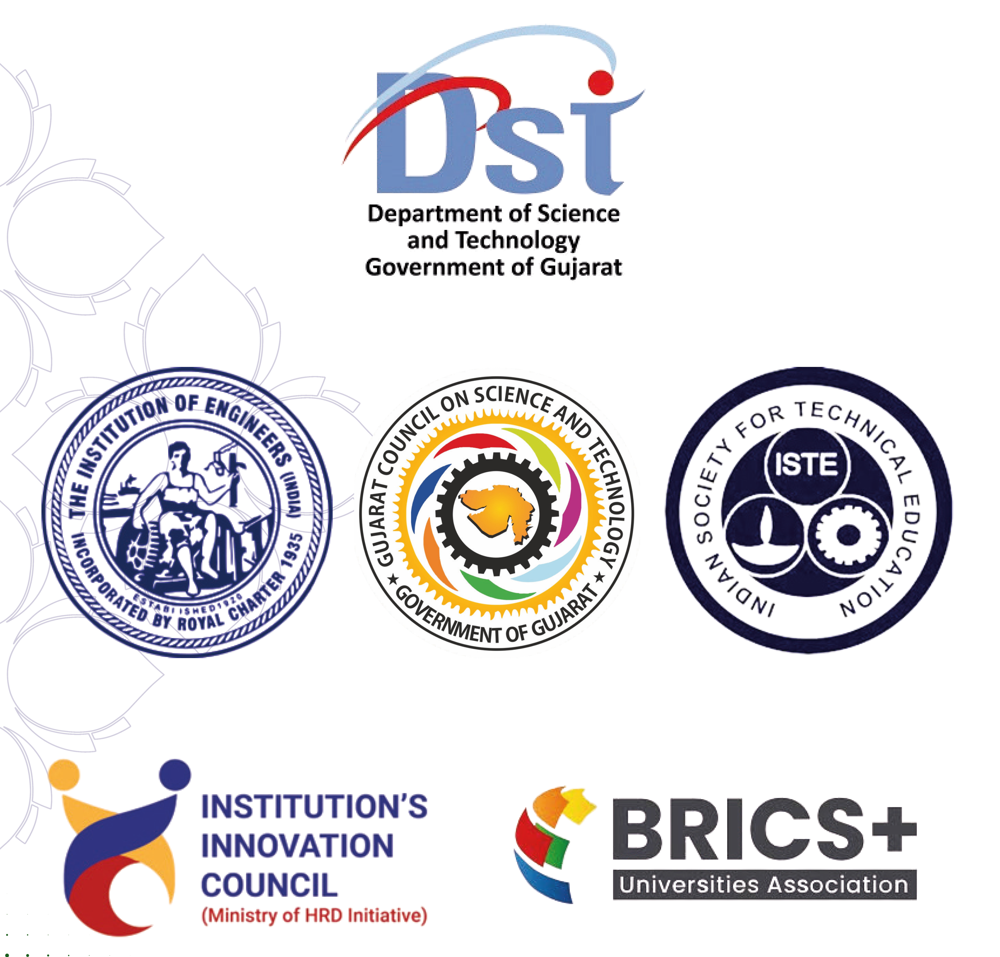 Dst
Department of Science
and Technology
Government of Gujarat
THE INSTITUTION OF ENGINEERS (INDIA)
INCORPORATED BY ROYAL CHARTER 1935
ESTABLISHED 1920
GUJARAT COUNCIL ON SCIENCE AND TECHNOLOGY
★ GOVERNMENT OF GUJARAT ★
INDIAN SOCIETY FOR TECHNICAL EDUCATION
ISTE
INSTITUTION'S
INNOVATION
COUNCIL
(Ministry of HRD Initiative)
BRICS+
Universities Association